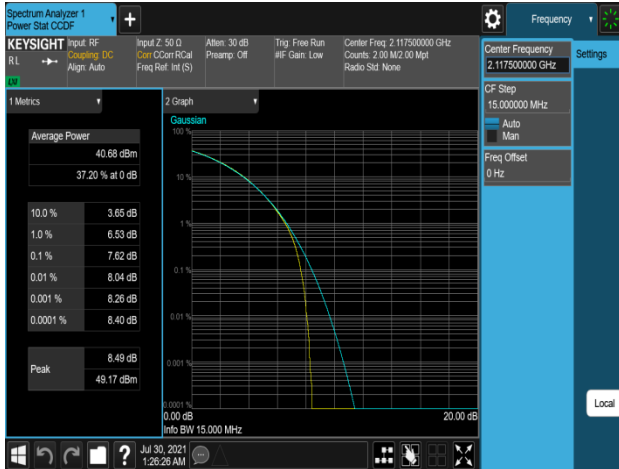 Spectrum Analyzer 1
Power Stat CCDF
+
Frequency
KEYSIGHT
Input: RF
Input Z: 50 Ω
Atten: 30 dB
Trig: Free Run
Center Freq: 2.117500000 GHz
RL
Coupling: DC
Corr CCorr RCal
Preamp: Off
#IF Gain: Low
Counts: 2.00 M/2.00 Mpt
Align: Auto
Freq Ref: Int (S)
Radio Std: None
Center Frequency
2.117500000 GHz
Settings
CF Step
15.000000 MHz
Auto
Man
Freq Offset
0 Hz
1 Metrics
2 Graph
Average Power
40.68 dBm
37.20 % at 0 dB
10.0 % 3.65 dB
1.0 % 6.53 dB
0.1 % 7.62 dB
0.01 % 8.04 dB
0.001 % 8.26 dB
0.0001 % 8.40 dB
Peak
8.49 dB
49.17 dBm
Gaussian
100 %
10 %
1 %
0.1 %
0.01 %
0.001 %
0.0001 %
0.00 dB
20.00 dB
Info BW 15.000 MHz
Local
?
Jul 30, 2021
1:26:26 AM